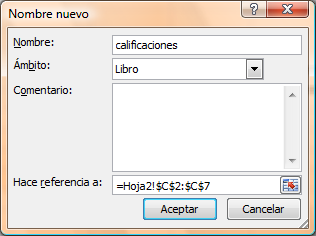 Nombre nuevo
Nombre: calificaciones
Ámbito: Libro
Comentario:
Hace referencia a: =Hoja2!$C$2:$C$7
Aceptar Cancelar